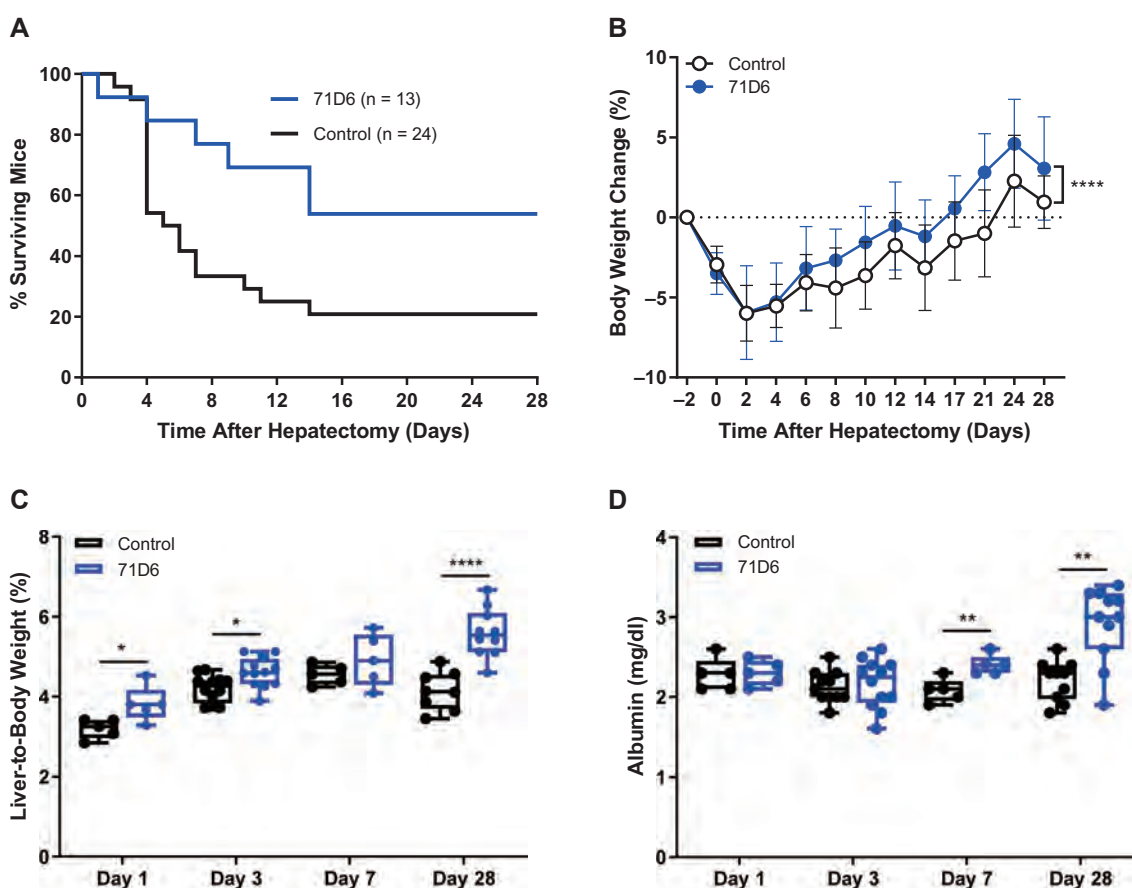 A
100
80
60
40
20
0
% Surviving Mice
71D6 (n = 13)
Control (n = 24)
0 4 8 12 16 20 24 28
Time After Hepatectomy (Days)
B
10
5
0
–5
–10
Body Weight Change (%)
Control
71D6
****
–2 0 2 4 6 8 10 12 14 17 21 24 28
Time After Hepatectomy (Days)
C
8
6
4
2
0
Liver-to-Body Weight (%)
Control
71D6
*
*
****
Day 1 Day 3 Day 7 Day 28
D
4
3
2
1
0
Albumin (mg/dl)
Control
71D6
**
**
Day 1 Day 3 Day 7 Day 28